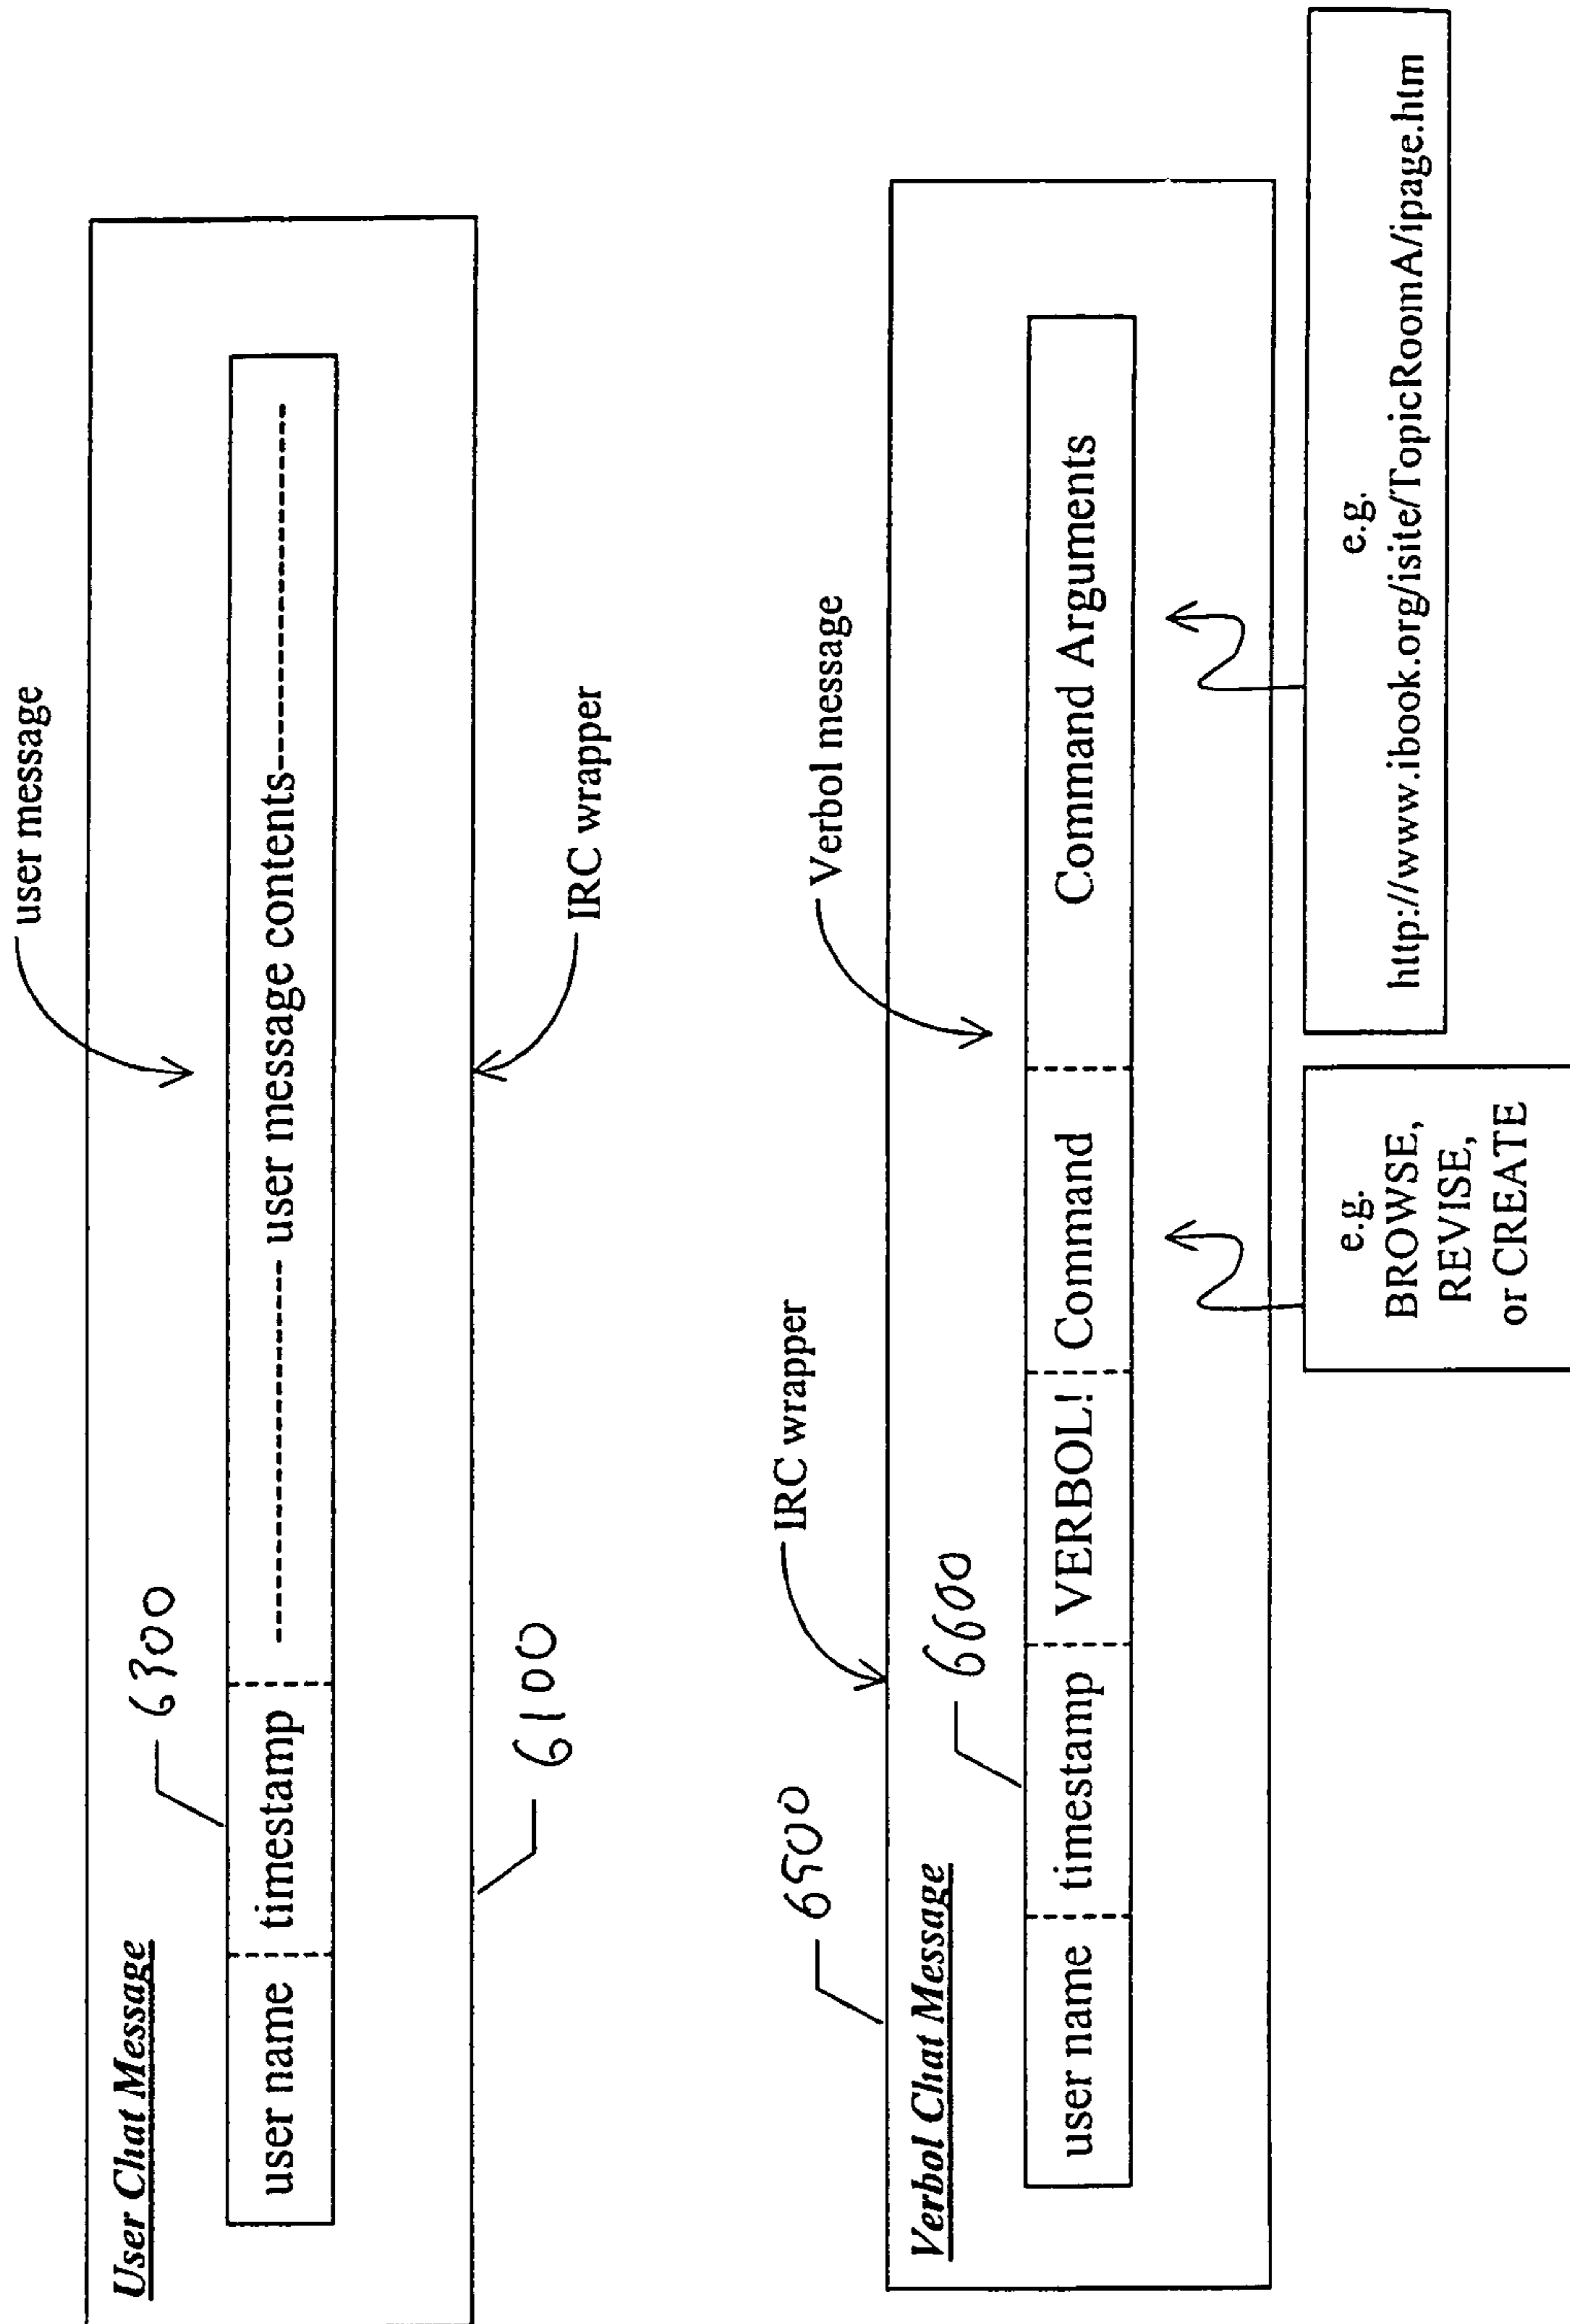 user message
User Chat Message
6300
user name
timestamp
------------------- user message contents-------------------------
6100
IRC wrapper
IRC wrapper
Verbol message
6500
Verbol Chat Message
6600
user name
timestamp
VERBOL!
Command
Command Arguments
e.g.
BROWSE,
REVISE,
or CREATE
e.g.
http://www.ibook.org/isite/TopicRoomA/ipage.htm